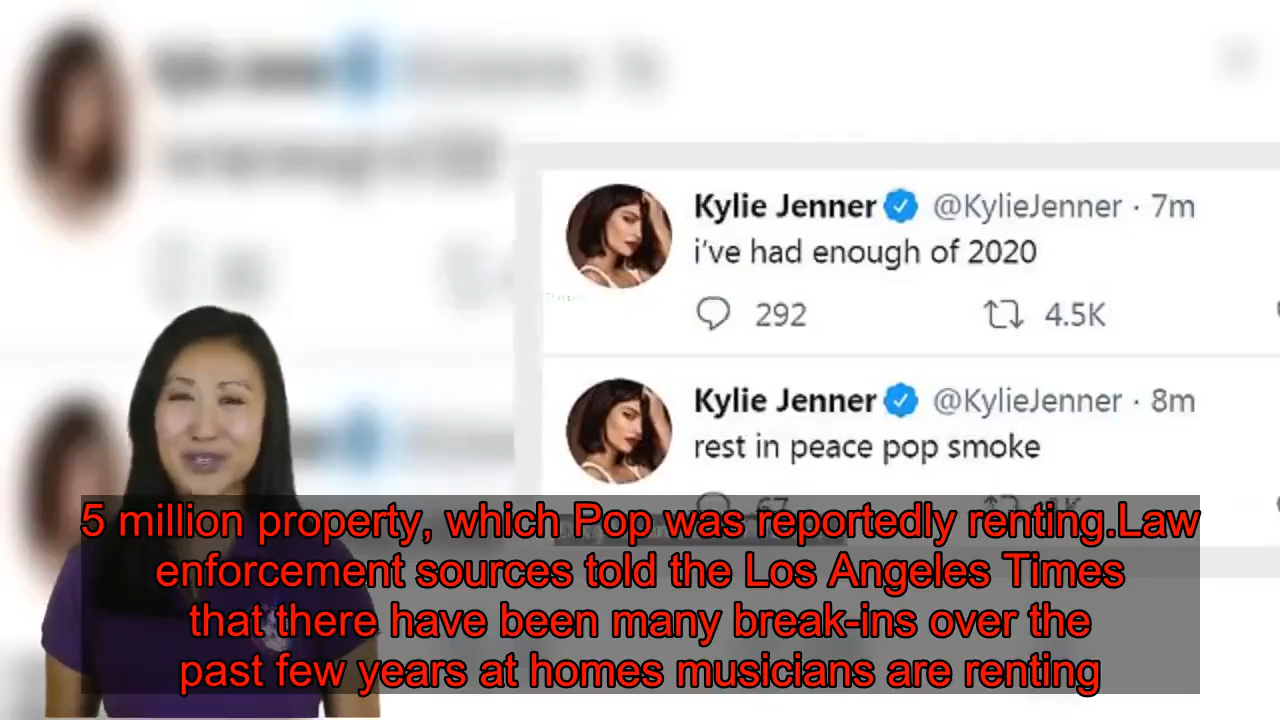 Kylie Jenner @KylieJenner · 7m
i've had enough of 2020
292 4.5K
Kylie Jenner @KylieJenner · 8m
rest in peace pop smoke
5 million property, which Pop was reportedly renting.Law
enforcement sources told the Los Angeles Times
that there have been many break-ins over the
past few years at homes musicians are renting